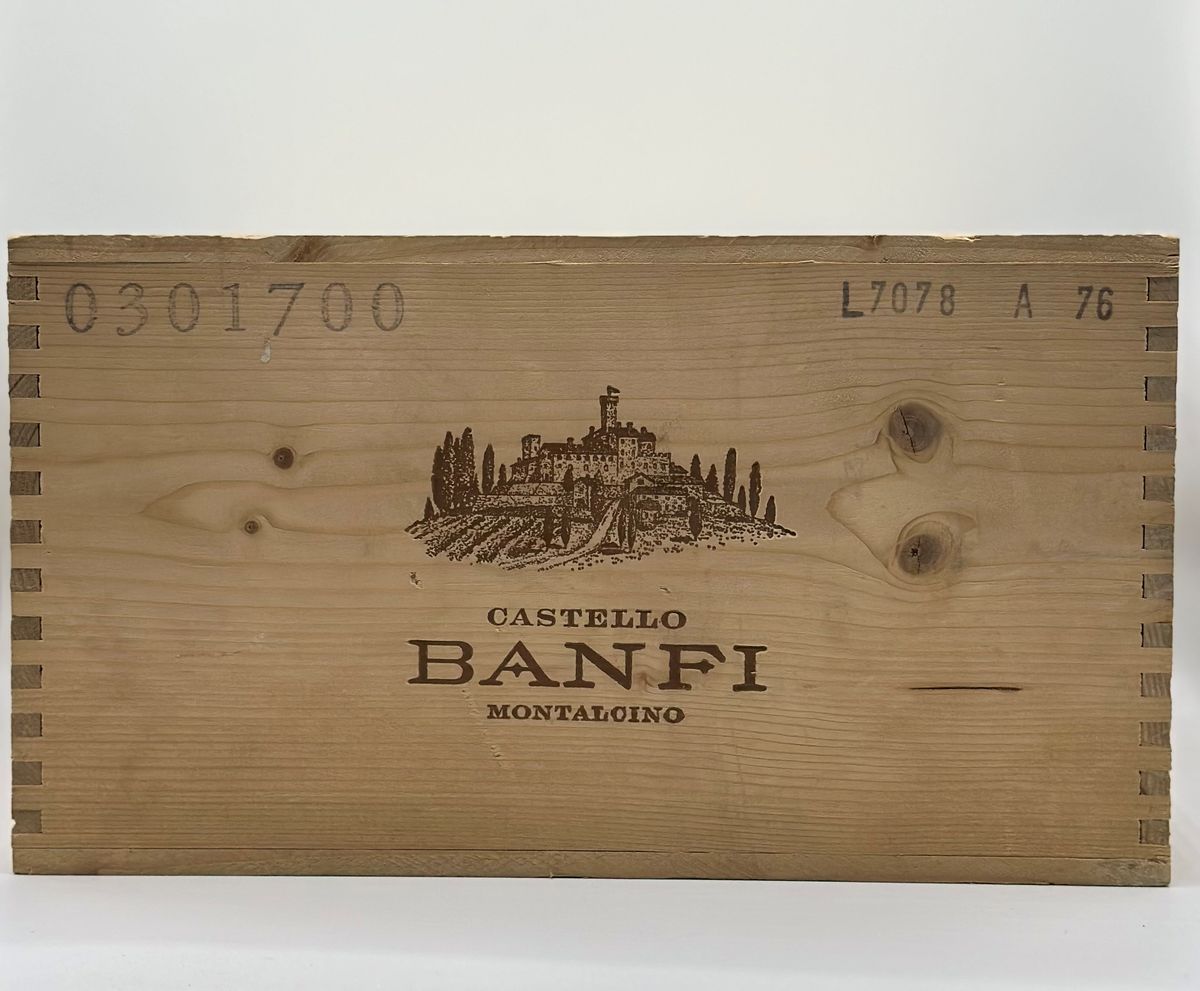 0301700
L7078 A 76
CASTELLO
BANFI
MONTALCINO